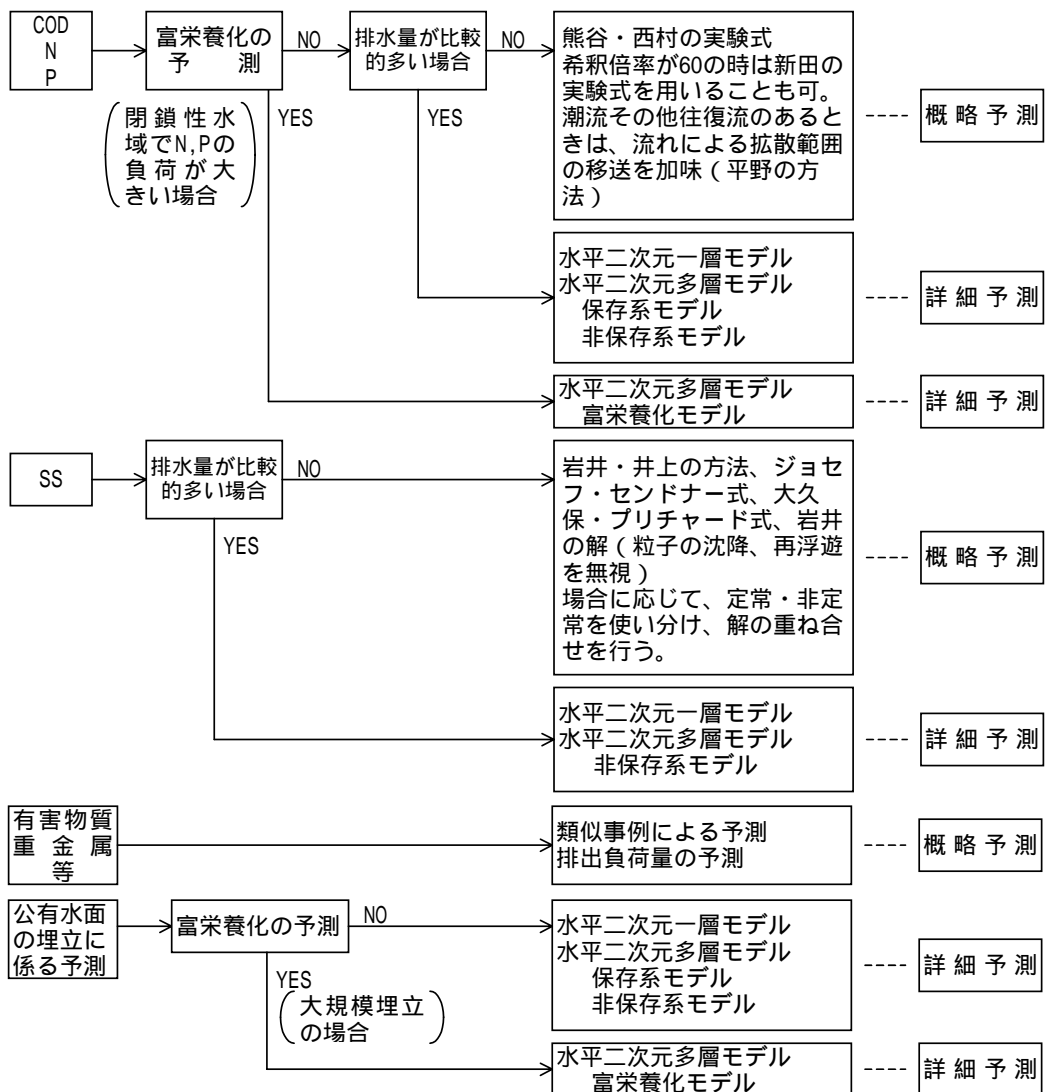 COD
N
P
富栄養化の
予測
NO
排水量が比較
的多い場合
NO
熊谷・西村の実験式
希釈倍率が60の時は新田の
実験式を用いることも可。
潮流その他往復流のあると
きは、流れによる拡散範囲
の移送を加味(平野の方
法)
概略予測
閉鎖性水
域でN,Pの
負荷が大
きい場合
YES
YES
水平二次元一層モデル
水平二次元多層モデル
保存系モデル
非保存系モデル
詳細予測
水平二次元多層モデル
富栄養化モデル
詳細予測
SS
排水量が比較
的多い場合
NO
YES
岩井・井上の方法、ジョセ
フ・センドナー式、大久
保・プリチャード式、岩井
の解(粒子の沈降、再浮遊
を無視)
場合に応じて、定常・非定
常を使い分け、解の重ね合
せを行う。
概略予測
水平二次元一層モデル
水平二次元多層モデル
非保存系モデル
詳細予測
有害物質
重金属
等
類似事例による予測
排出負荷量の予測
概略予測
公有水面
の埋立に
係る予測
富栄養化の予測
NO
水平二次元一層モデル
水平二次元多層モデル
保存系モデル
非保存系モデル
詳細予測
YES
大規模埋立
の場合
水平二次元多層モデル
富栄養化モデル
詳細予測